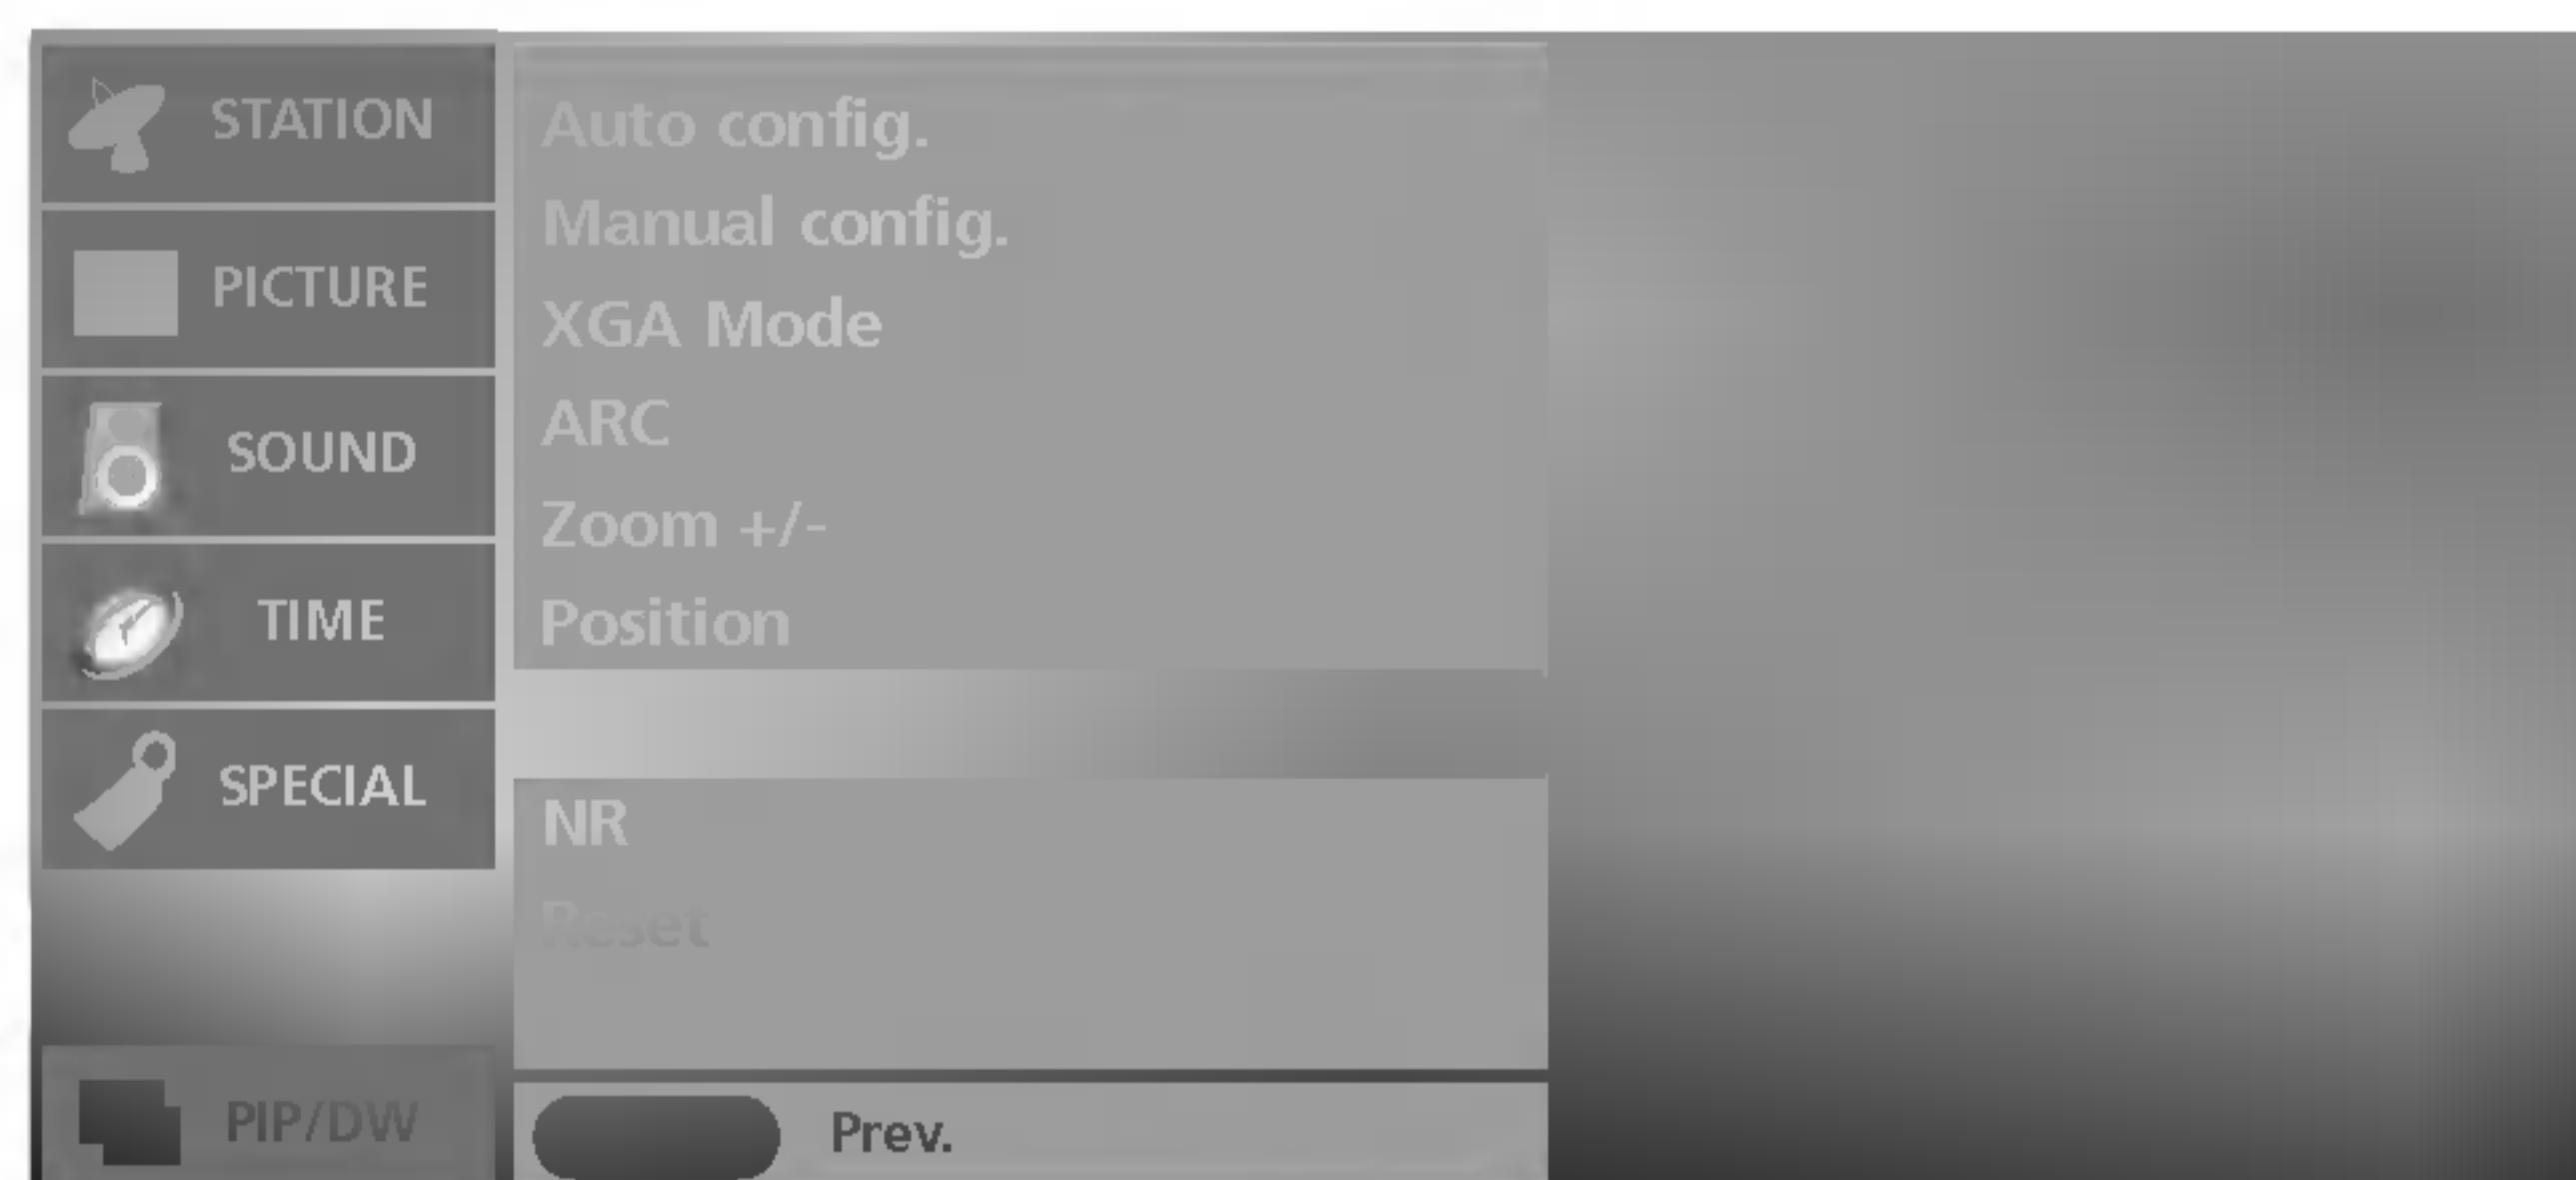 STATION
PICTURE
SOUND
TIME
SPECIAL
PIP/DW
Auto config.
Manual config.
XGA Mode
ARC
Zoom +/-
Position
NR
Reset
Prev.